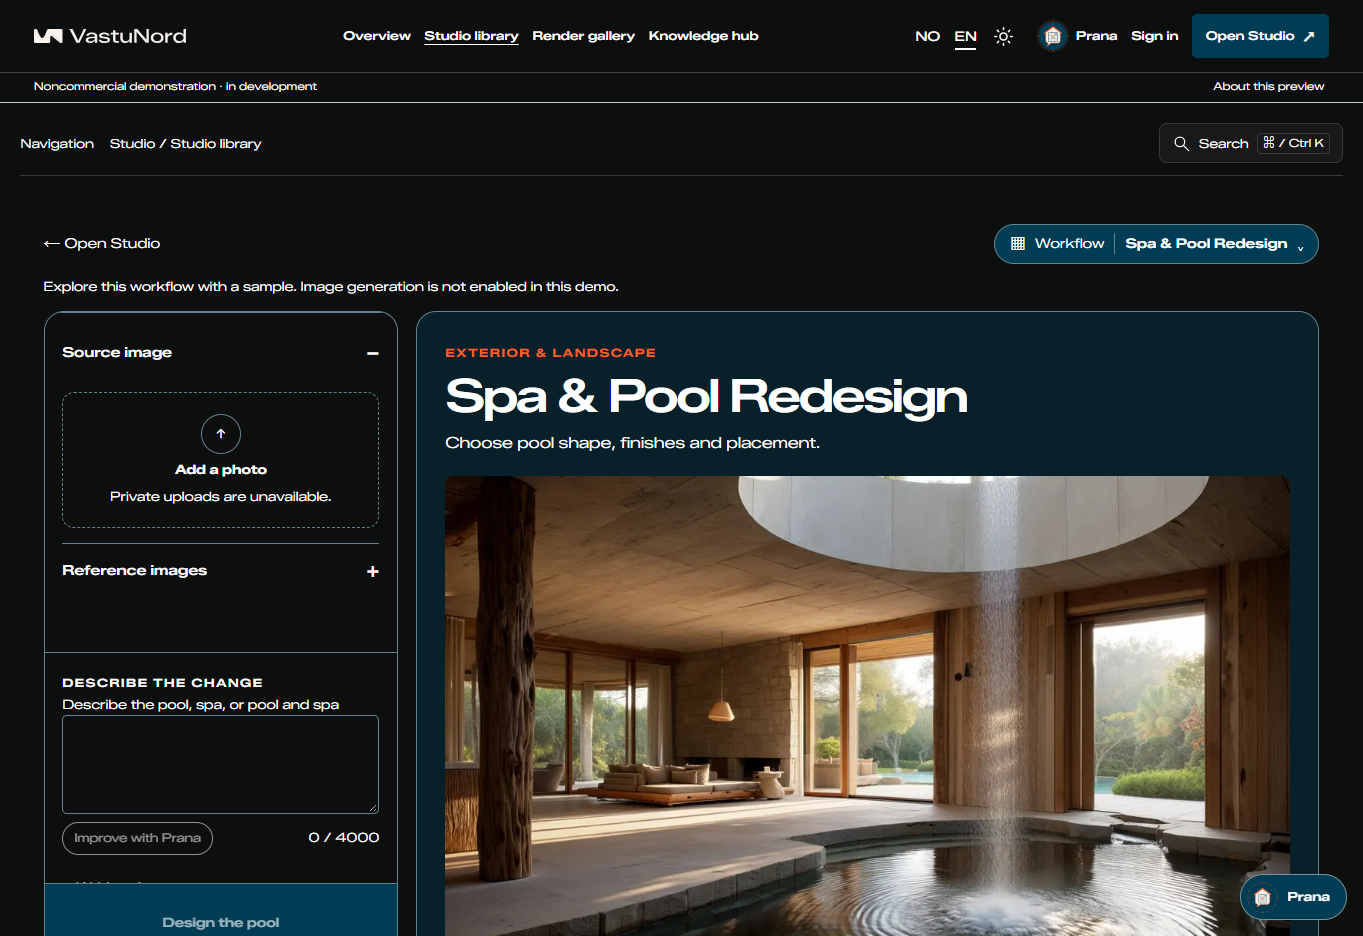 VastuNord
Overview Studio library Render gallery Knowledge hub
NO EN Prana Sign in Open Studio ↗
Noncommercial demonstration · in development
About this preview
Navigation Studio / Studio library
Search ⌘ / Ctrl K
← Open Studio
Workflow Spa & Pool Redesign
Explore this workflow with a sample. Image generation is not enabled in this demo.
Source image −
↑
Add a photo
Private uploads are unavailable.
Reference images +
DESCRIBE THE CHANGE
Describe the pool, spa, or pool and spa
Improve with Prana 0 / 4000
Design the pool
EXTERIOR & LANDSCAPE
Spa & Pool Redesign
Choose pool shape, finishes and placement.
Prana